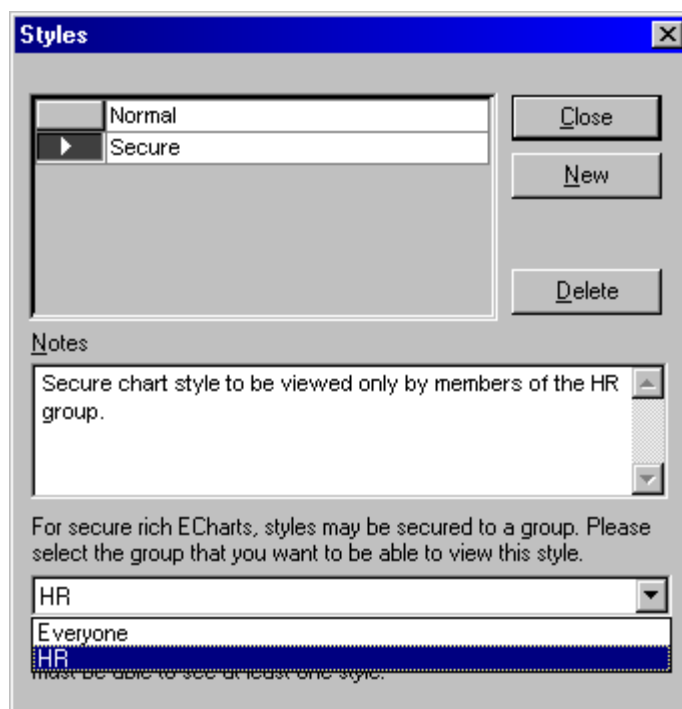 Styles
Normal
Secure
Close
New
Delete
Notes
Secure chart style to be viewed only by members of the HR
group.
For secure rich ECharts, styles may be secured to a group. Please
select the group that you want to be able to view this style.
HR
Everyone
HR
must be able to see at least one style.